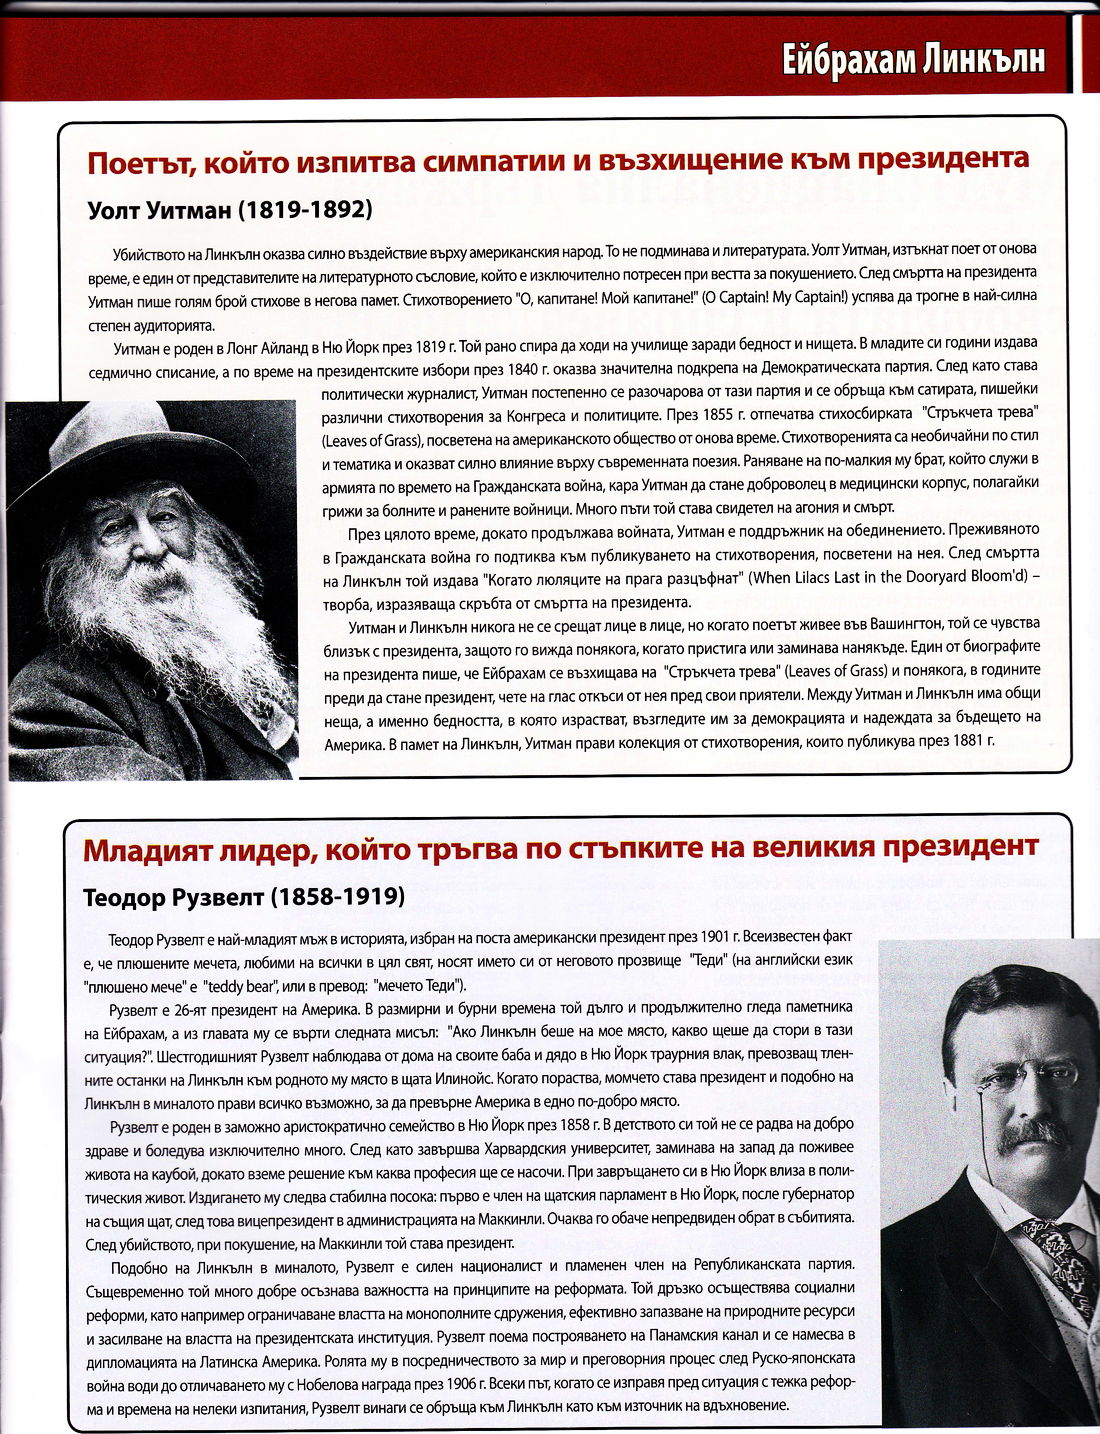 Ейбрахам Линкълн
Поетът, който изпитва симпатии и възхищение към президента
Уолт Уитман (1819-1892)
Убийството на Линкълн оказва силно въздействие върху американския народ. То не подминава и литературата. Уолт Уитман, изтъкнат поет от онова
време, е един от представителите на литературното съсловие, който е изключително потресен при вестта за покушението. След смъртта на президента
Уитман пише голям брой стихове в негова памет. Стихотворението "О, капитане! Мой капитане!" (O Captain! My Captain!) успява да трогне в най-силна
степен аудиторията.
Уитман е роден в Лонг Айланд в Ню Йорк през 1819 г. Той рано спира да ходи на училище заради бедност и нищета. В младите си години издава
седмично списание, а по време на президентските избори през 1840 г. оказва значителна подкрепа на Демократическата партия. След като става
политически журналист, Уитман постепенно се разочарова от тази партия и се обръща към сатирата, пишейки
различни стихотворения за Конгреса и политиците. През 1855 г. отпечатва стихосбирката "Стръкчета трева"
(Leaves of Grass), посветена на американското общество от онова време. Стихотворенията са необичайни по стил
и тематика и оказват силно влияние върху съвременната поезия. Раняване на по-малкия му брат, който служи в
армията по времето на Гражданската война, кара Уитман да стане доброволец в медицински корпус, полагайки
грижи за болните и ранените войници. Много пъти той става свидетел на агония и смърт.
През цялото време, докато продължава войната, Уитман е поддръжник на обединението. Преживяното
в Гражданската война го подтиква към публикуването на стихотворения, посветени на нея. След смъртта
на Линкълн той издава "Когато люляците на прага разцъфнат" (When Lilacs Last in the Dooryard Bloom'd) –
творба, изразяваща скръбта от смъртта на президента.
Уитман и Линкълн никога не се срещат лице в лице, но когато поетът живее във Вашингтон, той се чувства
близък с президента, защото го вижда понякога, когато пристига или заминава нанякъде. Един от биографите
на президента пише, че Ейбрахам се възхищава на "Стръкчета трева" (Leaves of Grass) и понякога, в годините
преди да стане президент, чете на глас откъси от нея пред свои приятели. Между Уитман и Линкълн има общи
неща, а именно бедността, в която израстват, възгледите им за демокрацията и надеждата за бъдещето на
Америка. В памет на Линкълн, Уитман прави колекция от стихотворения, които публикува през 1881 г.
Младият лидер, който тръгва по стъпките на великия президент
Теодор Рузвелт (1858-1919)
Теодор Рузвелт е най-младият мъж в историята, избран на поста американски президент през 1901 г. Всеизвестен факт
е, че плюшените мечета, любими на всички в цял свят, носят името си от неговото прозвище "Теди" (на английски език
"плюшено мече" е "teddy bear", или в превод: "мечето Теди").
Рузвелт е 26-ят президент на Америка. В размирни и бурни времена той дълго и продължително гледа паметника
на Ейбрахам, а из главата му се върти следната мисъл: "Ако Линкълн беше на мое място, какво щеше да стори в тази
ситуация?". Шестгодишният Рузвелт наблюдава от дома на своите баба и дядо в Ню Йорк траурния влак, превозващ тлен-
ните останки на Линкълн към родното му място в щата Илинойс. Когато пораства, момчето става президент и подобно на
Линкълн в миналото прави всичко възможно, за да превърне Америка в едно по-добро място.
Рузвелт е роден в заможно аристократично семейство в Ню Йорк през 1858 г. В детството си той не се радва на добро
здраве и боледува изключително много. След като завършва Харвардския университет, заминава на запад да поживее
живота на каубой, докато вземе решение към каква професия ще се насочи. При завръщането си в Ню Йорк влиза в поли-
тическия живот. Издигането му следва стабилна посока: първо е член на щатския парламент в Ню Йорк, после губернатор
на същия щат, след това вицепрезидент в администрацията на Маккинли. Очаква го обаче непредвиден обрат в събитията.
След убийството, при покушение, на Маккинли той става президент.
Подобно на Линкълн в миналото, Рузвелт е силен националист и пламенен член на Републиканската партия.
Същевременно той много добре осъзнава важността на принципите на реформата. Той дръзко осъществява социални
реформи, като например ограничаване властта на монополните сдружения, ефективно запазване на природните ресурси
и засилване на властта на президентската институция. Рузвелт поема построяването на Панамския канал и се намесва в
дипломацията на Латинска Америка. Ролята му в посредничеството за мир и преговорния процес след Руско-японската
война води до отличаването му с Нобелова награда през 1906 г. Всеки път, когато се изправя пред ситуация с тежка рефор-
ма и времена на нелеки изпитания, Рузвелт винаги се обръща към Линкълн като към източник на вдъхновение.